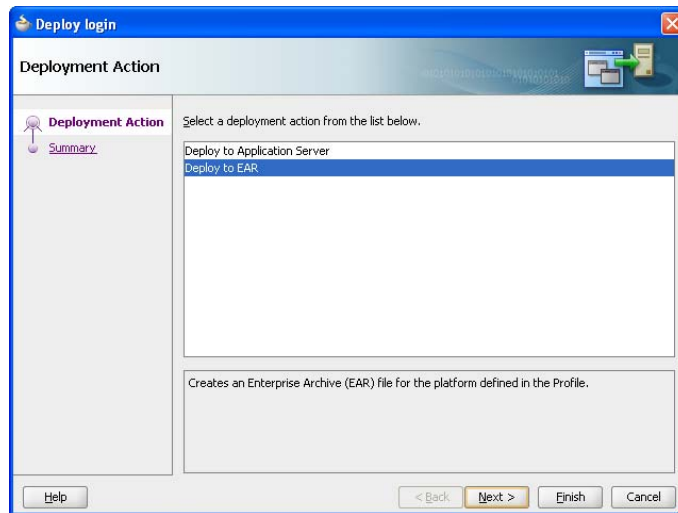 Deploy login
Deployment Action
Deployment Action
Summary
Select a deployment action from the list below.
Deploy to Application Server
Deploy to EAR
Creates an Enterprise Archive (EAR) file for the platform defined in the Profile.
Help
< Back
Next >
Finish
Cancel